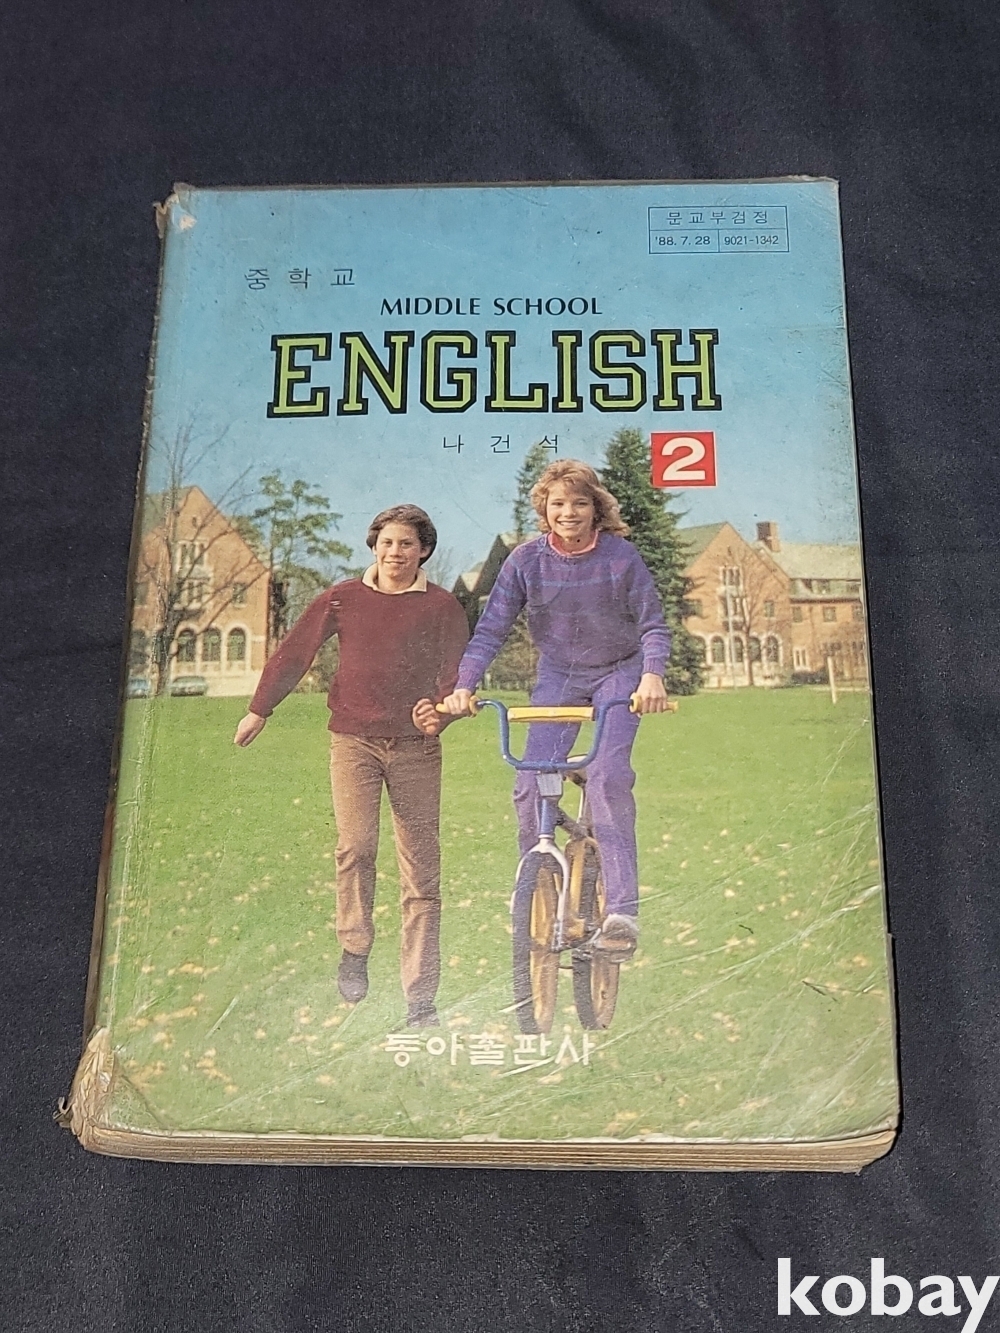 문교부검정
'88. 7. 28 9021-1342
중학교
MIDDLE SCHOOL
ENGLISH
나건석
2
동아출판사
kobay